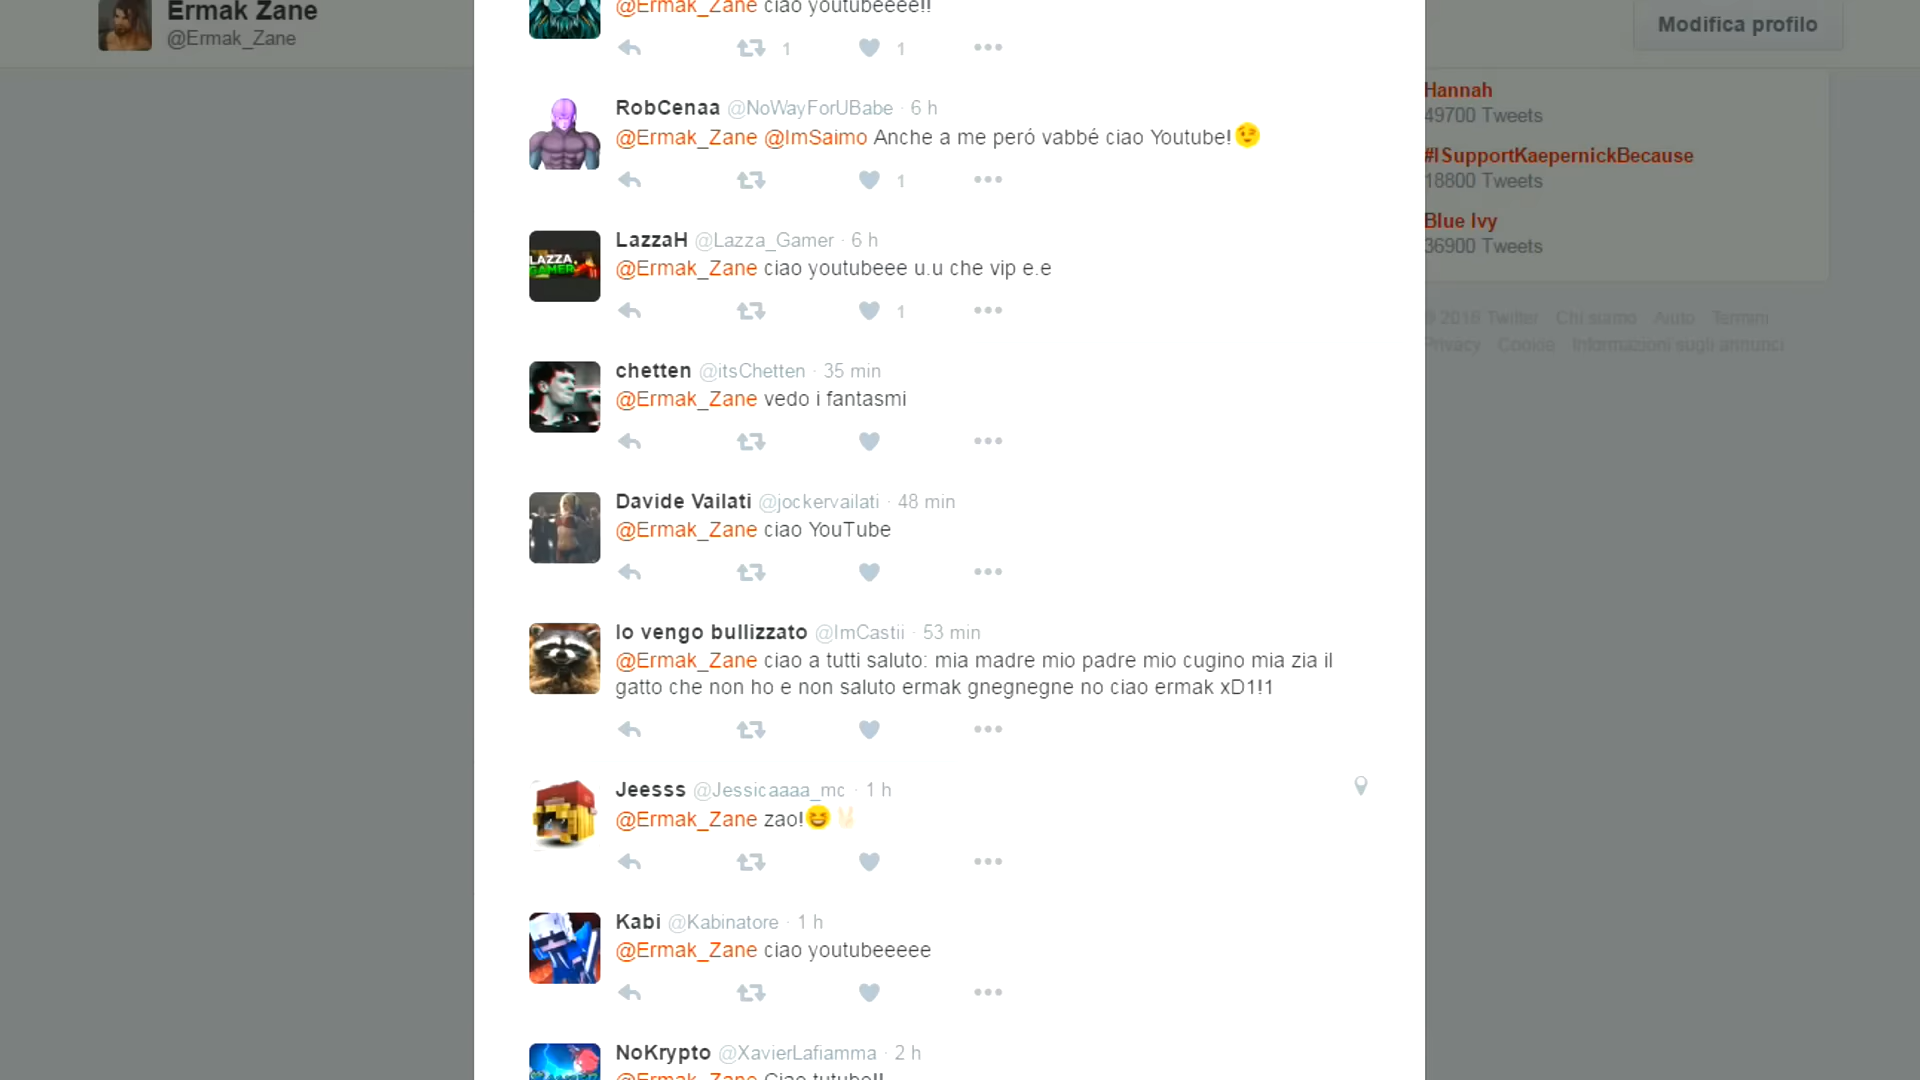 Ermak Zane
@Ermak_Zane
Modifica profilo
@Ermak_Zane ciao youtubeeee!!
1 1
RobCenaa @NoWayForUBabe · 6 h
@Ermak_Zane @ImSaimo Anche a me peró vabbé ciao Youtube!😉
1
LazzaH @Lazza_Gamer · 6 h
LAZZA
GAMER
@Ermak_Zane ciao youtubeee u.u che vip e.e
1
chetten @itsChetten · 35 min
@Ermak_Zane vedo i fantasmi
Davide Vailati @jockervailati · 48 min
@Ermak_Zane ciao YouTube
Io vengo bullizzato @ImCastii · 53 min
@Ermak_Zane ciao a tutti saluto: mia madre mio padre mio cugino mia zia il
gatto che non ho e non saluto ermak gnegnegne no ciao ermak xD1!1
Jeesss @Jessicaaaa_mc · 1 h
@Ermak_Zane zao!😆✌
Kabi @Kabinatore · 1 h
@Ermak_Zane ciao youtubeeeee
NoKrypto @XavierLafiamma · 2 h
@Ermak_Zane Ciao tutubo!!
Hannah
49700 Tweets
#ISupportKaepernickBecause
18800 Tweets
Blue Ivy
36900 Tweets
© 2016 Twitter Chi siamo Aiuto Termini
Privacy Cookie Informazioni sugli annunci